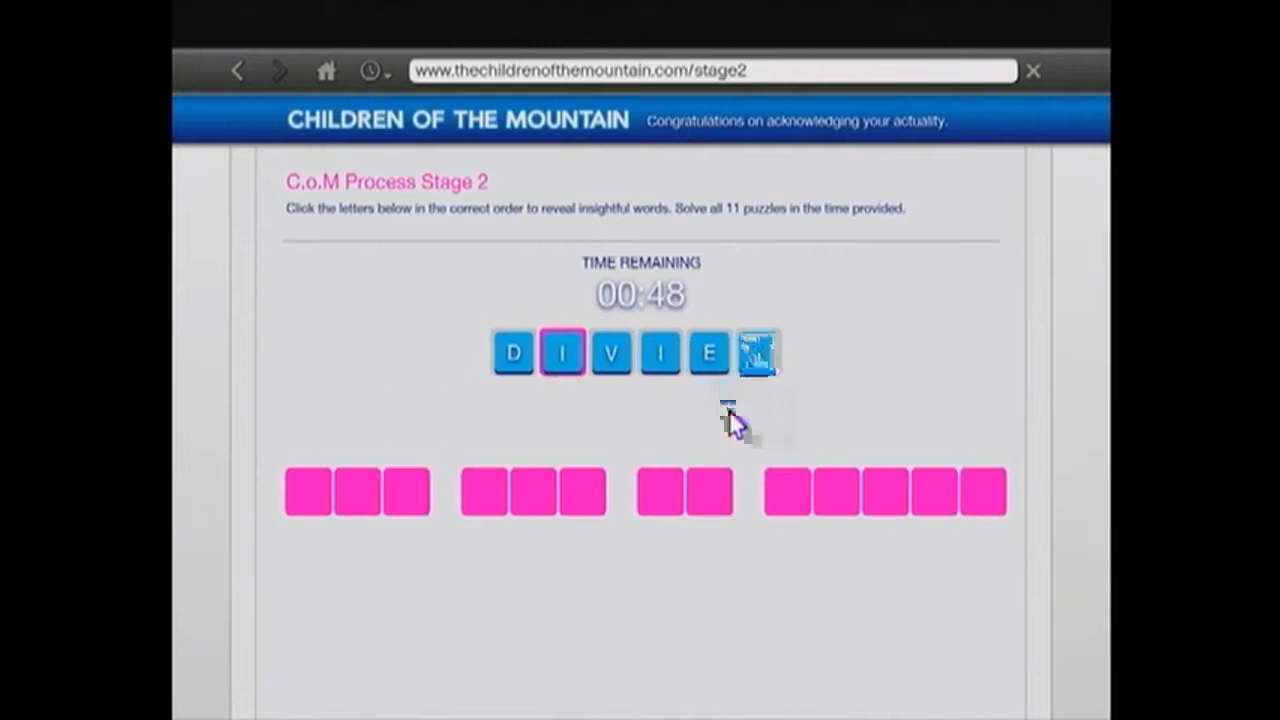 www.thechildrenofthemountain.com/stage2
CHILDREN OF THE MOUNTAIN Congratulations on acknowledging your actuality.
C.o.M Process Stage 2
Click the letters below in the correct order to reveal insightful words. Solve all 11 puzzles in the time provided.
TIME REMAINING
00:48
D I V I E